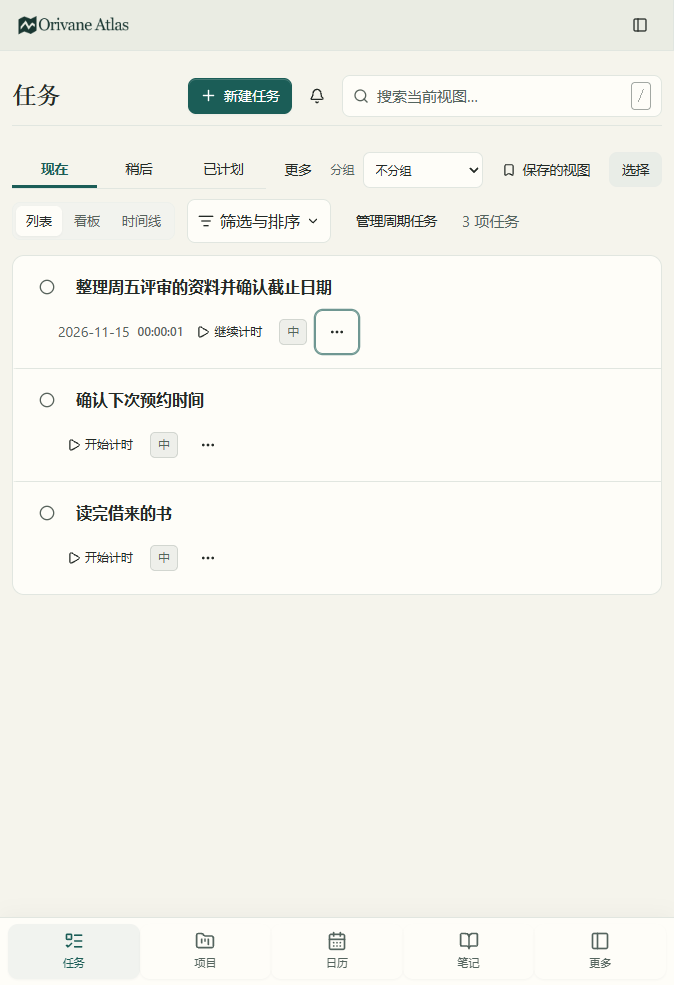 Orivane Atlas
任务
新建任务
搜索当前视图...
/
现在 稍后 已计划 更多 分组 不分组 保存的视图 选择
列表 看板 时间线 筛选与排序 管理周期任务 3 项任务
整理周五评审的资料并确认截止日期
2026-11-15 00:00:01 继续计时 中
确认下次预约时间
开始计时 中
读完借来的书
开始计时 中
任务 项目 日历 笔记 更多